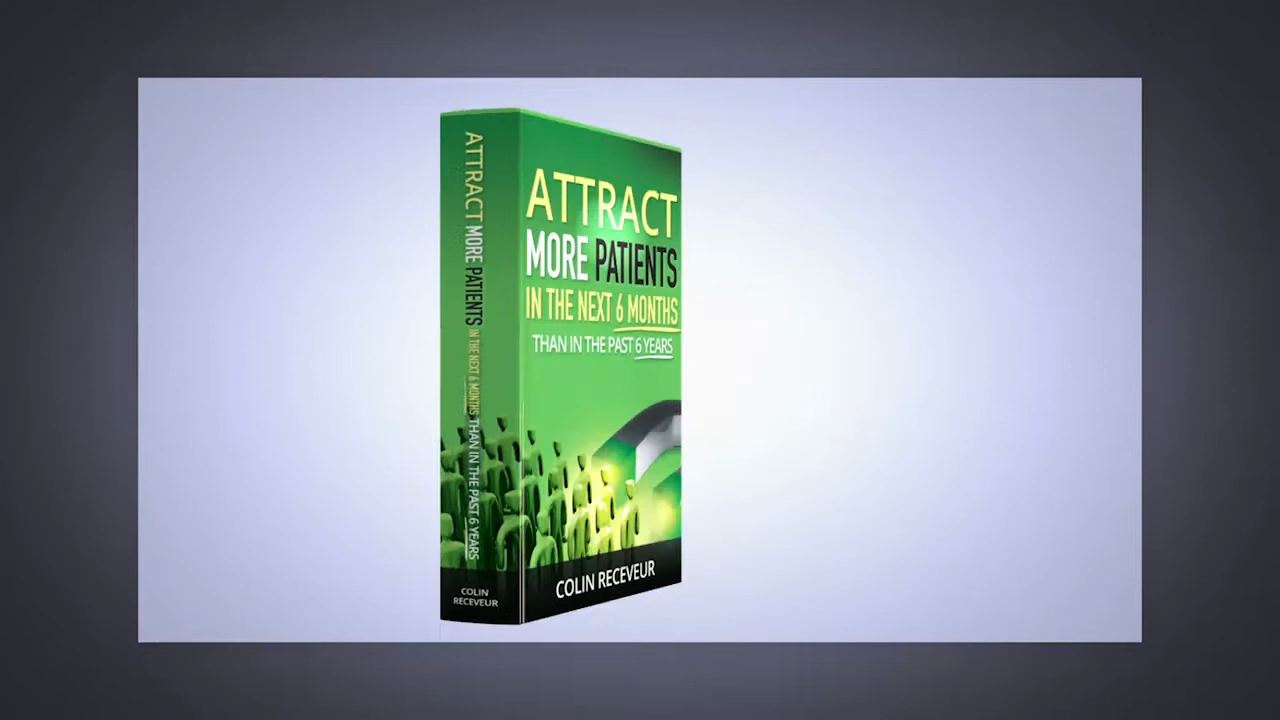 ATTRACT MORE PATIENTS IN THE NEXT 6 MONTHS THAN IN THE PAST 6 YEARS
COLIN
RECEVEUR
ATTRACT
MORE PATIENTS
IN THE NEXT 6 MONTHS
THAN IN THE PAST 6 YEARS
COLIN RECEVEUR